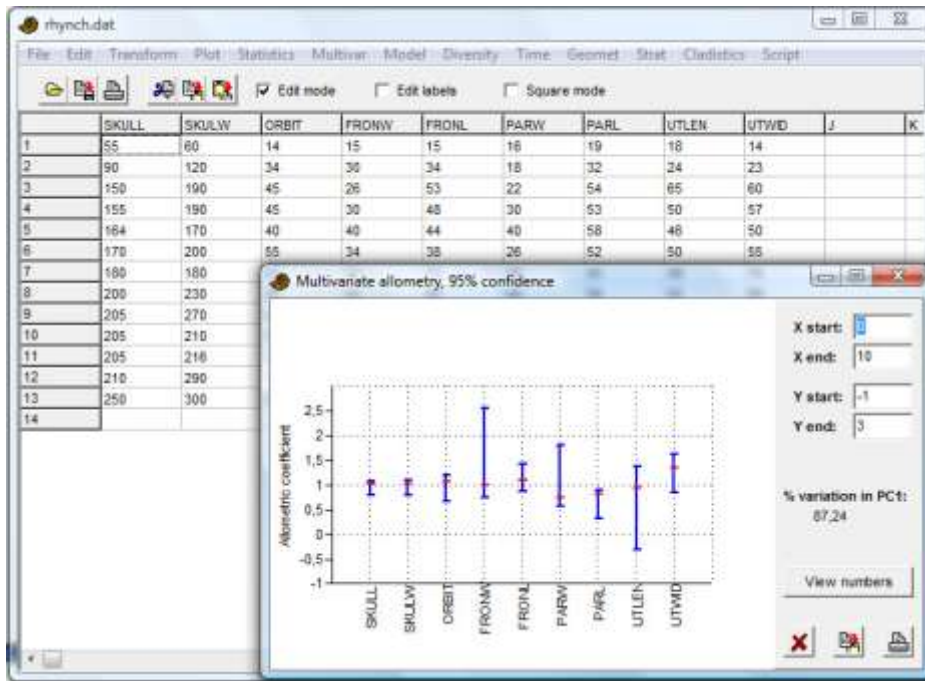 rhynch.dat
File Edit Transform Plot Statistics Multivar Model Diversity Time Geomet Strat Cladistics Script
Edit mode Edit labels Square mode
SKULL SKULW ORBIT FRONW FRONL PARW PARL UTLEN UTWID J K
1 55 60 14 15 15 16 19 18 14
2 90 120 34 30 34 18 32 24 23
3 150 190 45 26 53 22 54 65 60
4 155 190 45 30 48 30 53 50 57
5 164 170 40 40 44 40 58 46 50
6 170 200 55 34 38 26 52 50 55
7 180 180
8 200 230
9 205 270
10 205 210
11 205 216
12 210 290
13 250 300
14
Multivariate allometry, 95% confidence
X start: 0
X end: 10
Y start: -1
Y end: 3
% variation in PC1:
87,24
View numbers
Allometric coefficient
2,5
2
1,5
1
0,5
0
-0,5
-1
SKULL SKULW ORBIT FRONW FRONL PARW PARL UTLEN UTWID